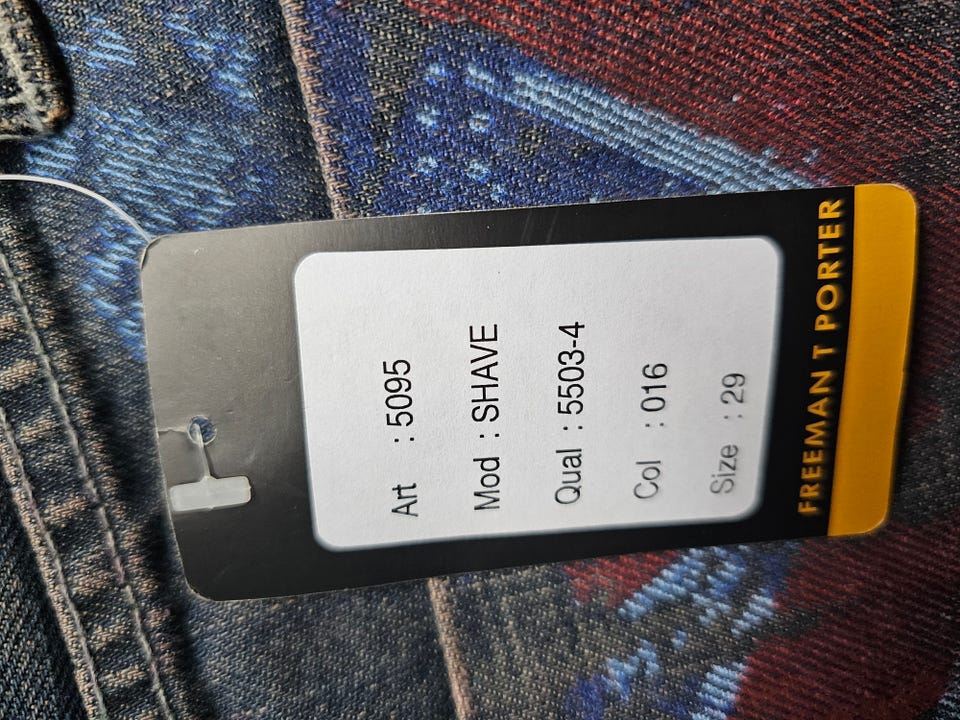 Art : 5095
Mod : SHAVE
Qual : 5503-4
Col : 016
Size : 29
FREEMAN T PORTER